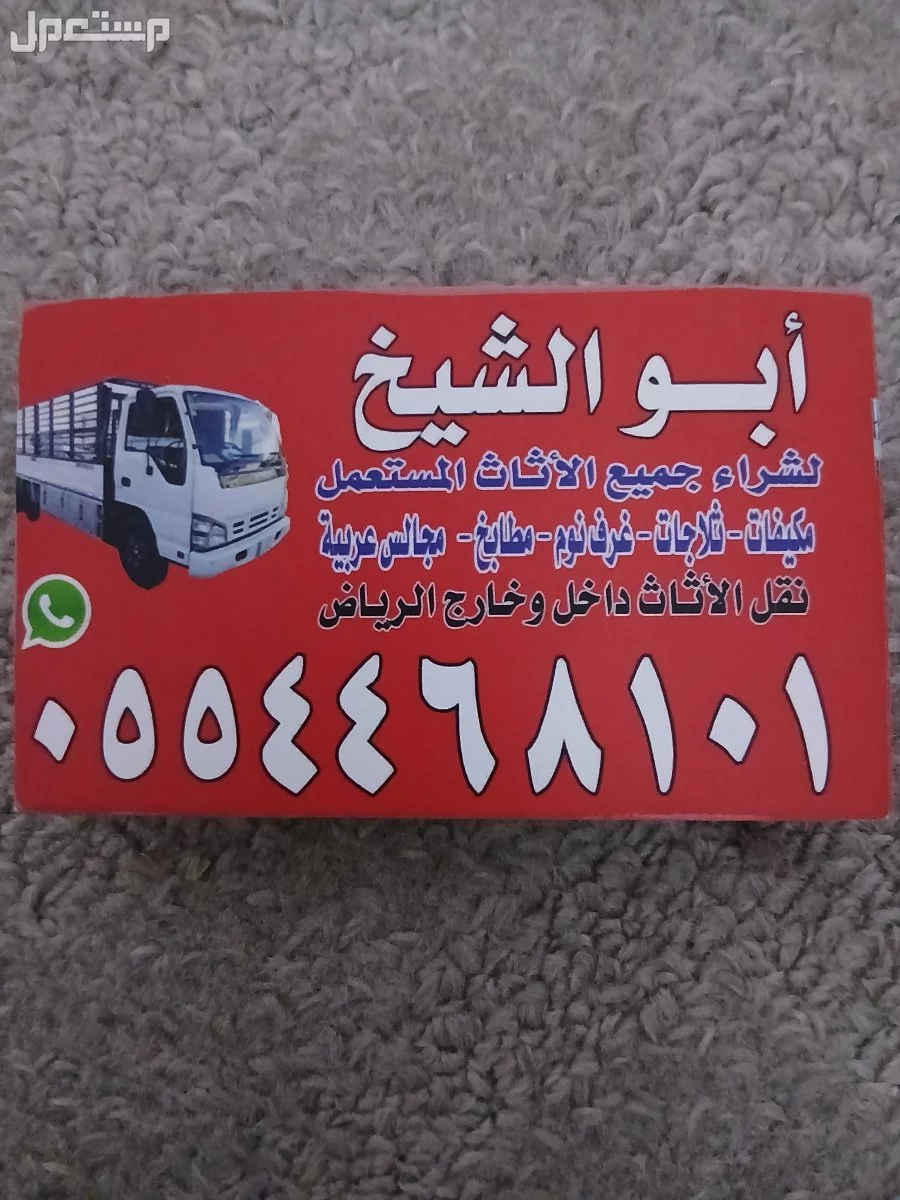 مستعمل
أبو الشيخ
لشراء جميع الأثاث المستعمل
مكيفات - ثلاجات - غرف نوم - مطابخ - مجالس عربية
نقل الأثاث داخل وخارج الرياض
٠٥٥٤٤٦٨١٠١